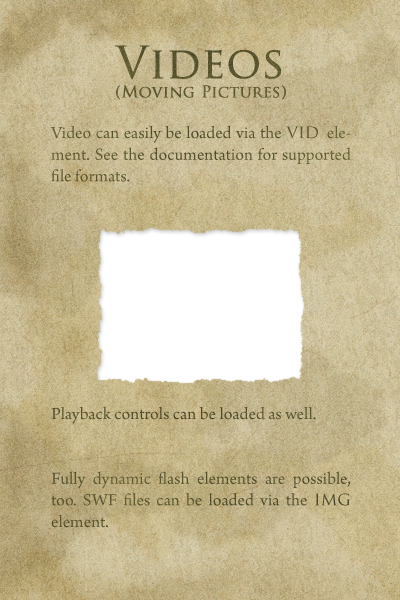 VIDEOS
(MOVING PICTURES)
Video can easily be loaded via the VID ele-
ment. See the documentation for supported
file formats.
Playback controls can be loaded as well.
Fully dynamic flash elements are possible,
too. SWF files can be loaded via the IMG
element.